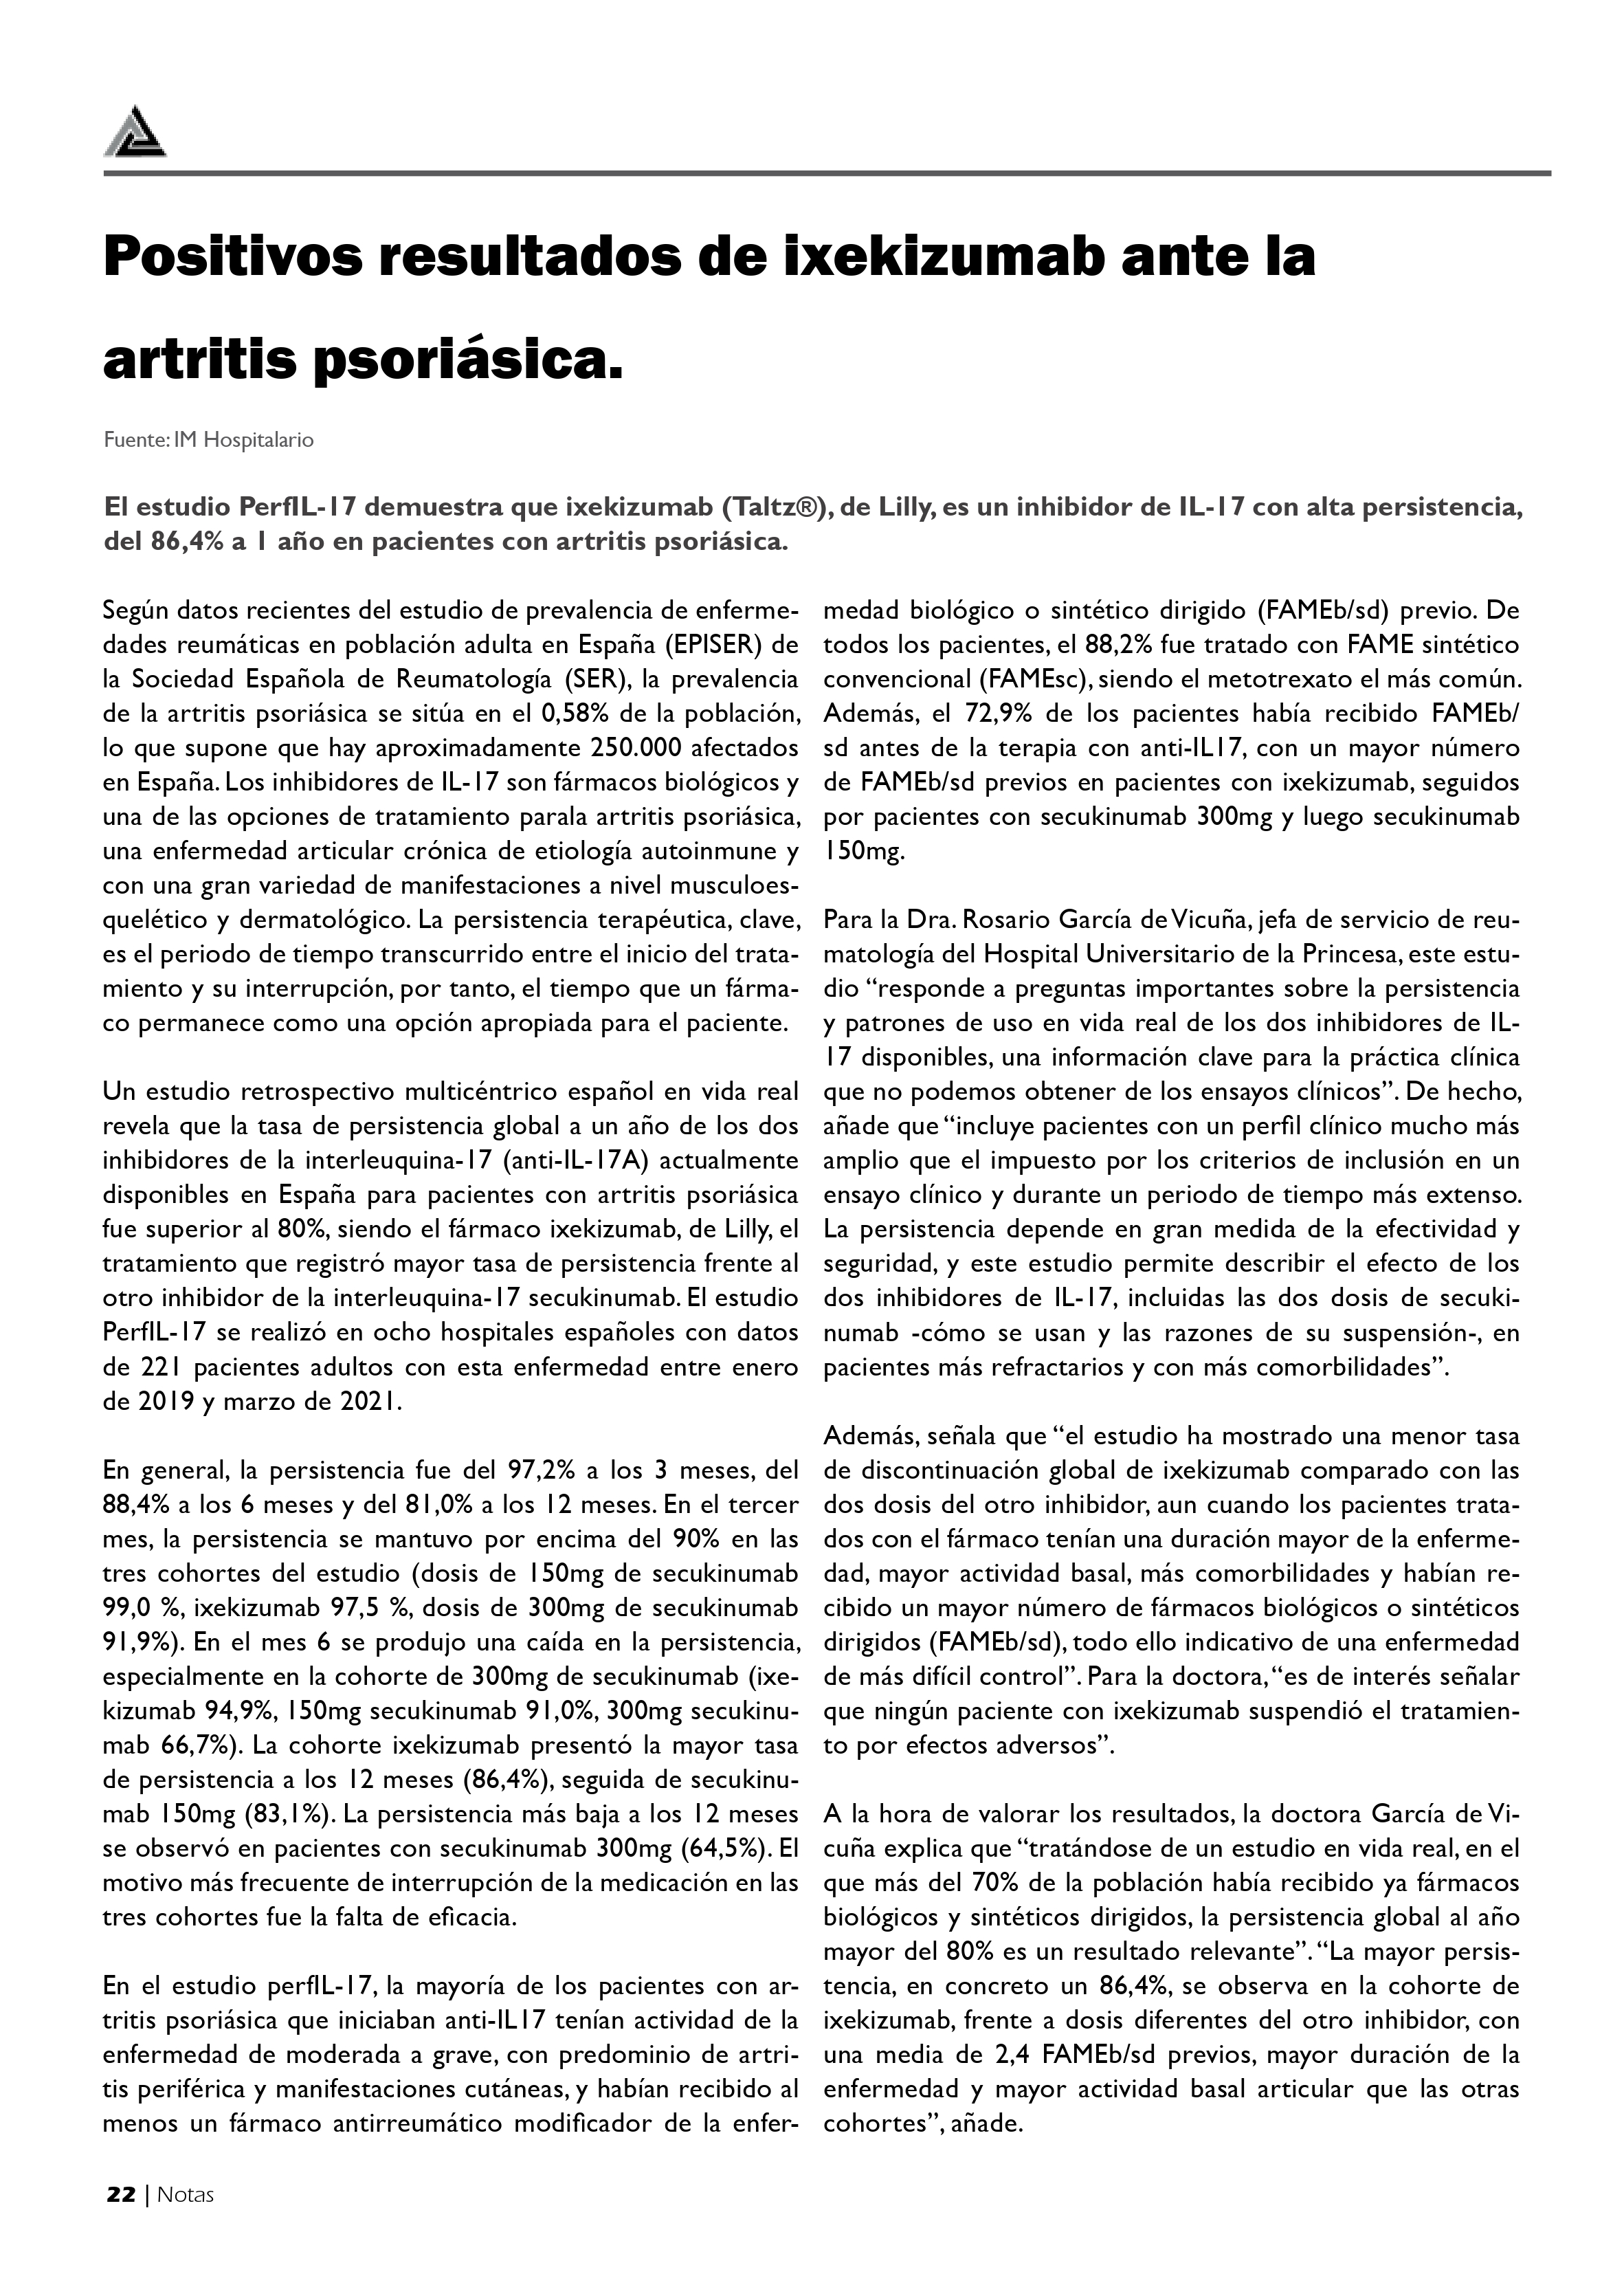 Positivos resultados de ixekizumab ante la
artritis psoriásica.
Fuente: IM Hospitalario
El estudio PerfIL-17 demuestra que ixekizumab (Taltz®), de Lilly, es un inhibidor de IL-17 con alta persistencia,
del 86,4% a 1 año en pacientes con artritis psoriásica.
Según datos recientes del estudio de prevalencia de enferme-
dades reumáticas en población adulta en España (EPISER) de
la Sociedad Española de Reumatología (SER), la prevalencia
de la artritis psoriásica se sitúa en el 0,58% de la población,
lo que supone que hay aproximadamente 250.000 afectados
en España. Los inhibidores de IL-17 son fármacos biológicos y
una de las opciones de tratamiento parala artritis psoriásica,
una enfermedad articular crónica de etiología autoinmune y
con una gran variedad de manifestaciones a nivel musculoes-
quelético y dermatológico. La persistencia terapéutica, clave,
es el periodo de tiempo transcurrido entre el inicio del trata-
miento y su interrupción, por tanto, el tiempo que un fárma-
co permanece como una opción apropiada para el paciente.
Un estudio retrospectivo multicéntrico español en vida real
revela que la tasa de persistencia global a un año de los dos
inhibidores de la interleuquina-17 (anti-IL-17A) actualmente
disponibles en España para pacientes con artritis psoriásica
fue superior al 80%, siendo el fármaco ixekizumab, de Lilly, el
tratamiento que registró mayor tasa de persistencia frente al
otro inhibidor de la interleuquina-17 secukinumab. El estudio
PerfIL-17 se realizó en ocho hospitales españoles con datos
de 221 pacientes adultos con esta enfermedad entre enero
de 2019 y marzo de 2021.
En general, la persistencia fue del 97,2% a los 3 meses, del
88,4% a los 6 meses y del 81,0% a los 12 meses. En el tercer
mes, la persistencia se mantuvo por encima del 90% en las
tres cohortes del estudio (dosis de 150mg de secukinumab
99,0 %, ixekizumab 97,5 %, dosis de 300mg de secukinumab
91,9%). En el mes 6 se produjo una caída en la persistencia,
especialmente en la cohorte de 300mg de secukinumab (ixe-
kizumab 94,9%, 150mg secukinumab 91,0%, 300mg secukinu-
mab 66,7%). La cohorte ixekizumab presentó la mayor tasa
de persistencia a los 12 meses (86,4%), seguida de secukinu-
mab 150mg (83,1%). La persistencia más baja a los 12 meses
se observó en pacientes con secukinumab 300mg (64,5%). El
motivo más frecuente de interrupción de la medicación en las
tres cohortes fue la falta de eficacia.
En el estudio perfIL-17, la mayoría de los pacientes con ar-
tritis psoriásica que iniciaban anti-IL17 tenían actividad de la
enfermedad de moderada a grave, con predominio de artri-
tis periférica y manifestaciones cutáneas, y habían recibido al
menos un fármaco antirreumático modificador de la enfer-
medad biológico o sintético dirigido (FAMEb/sd) previo. De
todos los pacientes, el 88,2% fue tratado con FAME sintético
convencional (FAMEsc), siendo el metotrexato el más común.
Además, el 72,9% de los pacientes había recibido FAMEb/
sd antes de la terapia con anti-IL17, con un mayor número
de FAMEb/sd previos en pacientes con ixekizumab, seguidos
por pacientes con secukinumab 300mg y luego secukinumab
150mg.
Para la Dra. Rosario García de Vicuña, jefa de servicio de reu-
matología del Hospital Universitario de la Princesa, este estu-
dio “responde a preguntas importantes sobre la persistencia
y patrones de uso en vida real de los dos inhibidores de IL-
17 disponibles, una información clave para la práctica clínica
que no podemos obtener de los ensayos clínicos”. De hecho,
añade que “incluye pacientes con un perfil clínico mucho más
amplio que el impuesto por los criterios de inclusión en un
ensayo clínico y durante un periodo de tiempo más extenso.
La persistencia depende en gran medida de la efectividad y
seguridad, y este estudio permite describir el efecto de los
dos inhibidores de IL-17, incluidas las dos dosis de secuki-
numab -cómo se usan y las razones de su suspensión-, en
pacientes más refractarios y con más comorbilidades”.
Además, señala que “el estudio ha mostrado una menor tasa
de discontinuación global de ixekizumab comparado con las
dos dosis del otro inhibidor, aun cuando los pacientes trata-
dos con el fármaco tenían una duración mayor de la enferme-
dad, mayor actividad basal, más comorbilidades y habían re-
cibido un mayor número de fármacos biológicos o sintéticos
dirigidos (FAMEb/sd), todo ello indicativo de una enfermedad
de más difícil control”. Para la doctora, “es de interés señalar
que ningún paciente con ixekizumab suspendió el tratamien-
to por efectos adversos”.
A la hora de valorar los resultados, la doctora García de Vi-
cuña explica que “tratándose de un estudio en vida real, en el
que más del 70% de la población había recibido ya fármacos
biológicos y sintéticos dirigidos, la persistencia global al año
mayor del 80% es un resultado relevante”. “La mayor persis-
tencia, en concreto un 86,4%, se observa en la cohorte de
ixekizumab, frente a dosis diferentes del otro inhibidor, con
una media de 2,4 FAMEb/sd previos, mayor duración de la
enfermedad y mayor actividad basal articular que las otras
cohortes”, añade.
22 | Notas